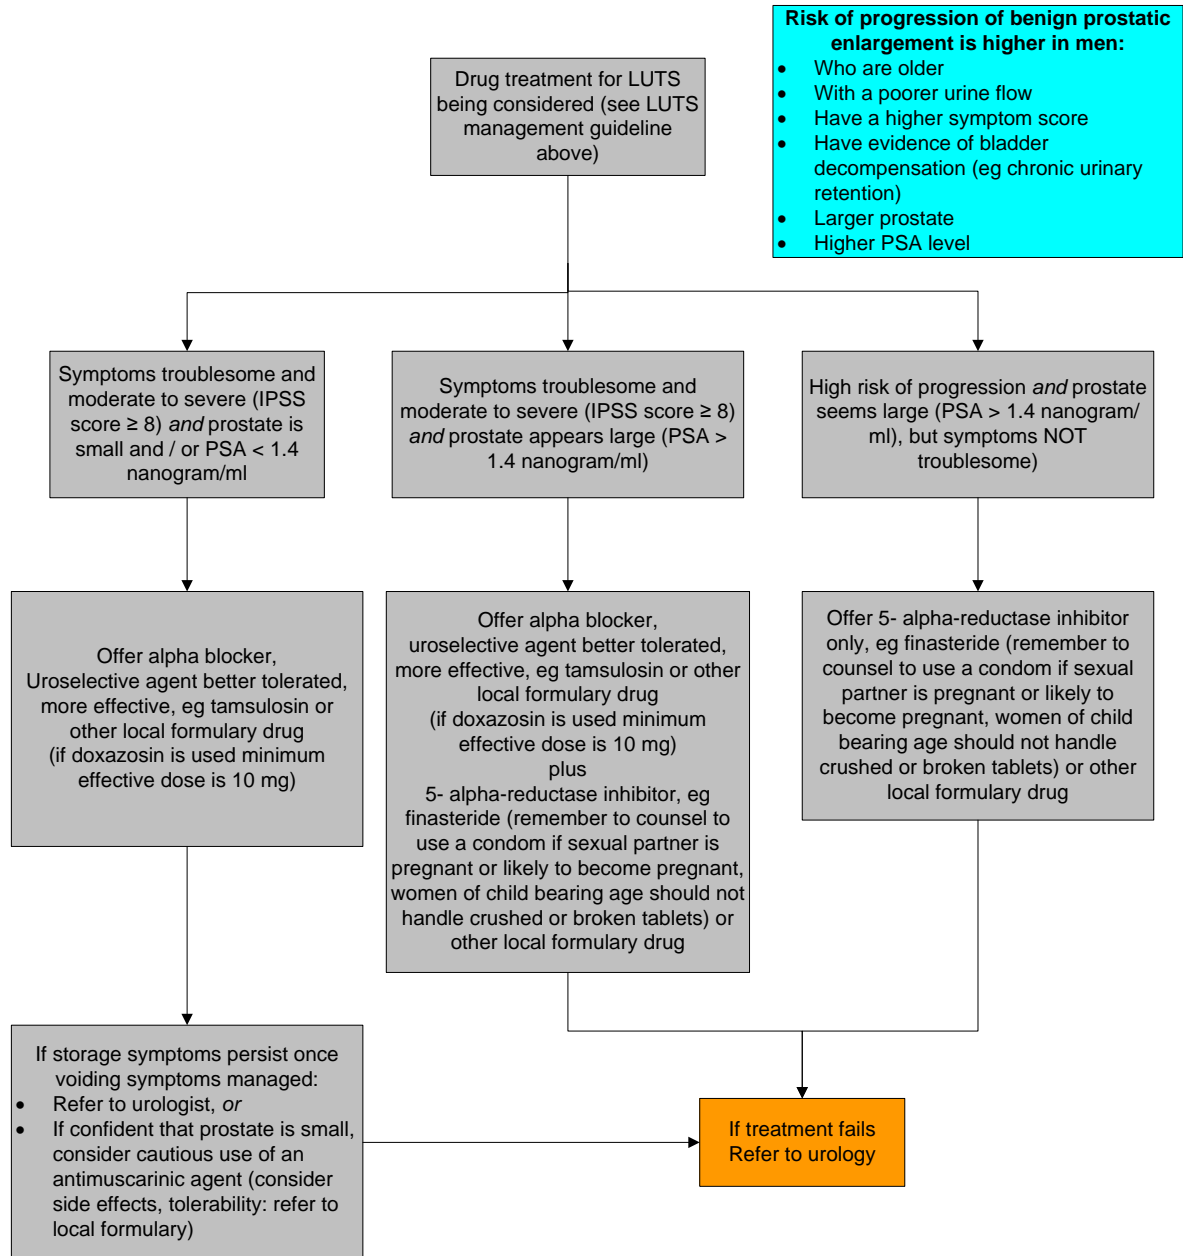 Risk of progression of benign prostatic
enlargement is higher in men:
• Who are older
• With a poorer urine flow
• Have a higher symptom score
• Have evidence of bladder
decompensation (eg chronic urinary
retention)
• Larger prostate
• Higher PSA level
Drug treatment for LUTS
being considered (see LUTS
management guideline
above)
Symptoms troublesome and
moderate to severe (IPSS
score ≥ 8) and prostate is
small and / or PSA < 1.4
nanogram/ml
Symptoms troublesome and
moderate to severe (IPSS score ≥ 8)
and prostate appears large (PSA >
1.4 nanogram/ml)
High risk of progression and prostate
seems large (PSA > 1.4 nanogram/
ml), but symptoms NOT
troublesome)
Offer alpha blocker,
Uroselective agent better tolerated,
more effective, eg tamsulosin or
other local formulary drug
(if doxazosin is used minimum
effective dose is 10 mg)
Offer alpha blocker,
uroselective agent better tolerated,
more effective, eg tamsulosin or other
local formulary drug
(if doxazosin is used minimum
effective dose is 10 mg)
plus
5- alpha-reductase inhibitor, eg
finasteride (remember to counsel to
use a condom if sexual partner is
pregnant or likely to become pregnant,
women of child bearing age should not
handle crushed or broken tablets) or
other local formulary drug
Offer 5- alpha-reductase inhibitor
only, eg finasteride (remember to
counsel to use a condom if sexual
partner is pregnant or likely to
become pregnant, women of child
bearing age should not handle
crushed or broken tablets) or other
local formulary drug
If storage symptoms persist once
voiding symptoms managed:
• Refer to urologist, or
• If confident that prostate is small,
consider cautious use of an
antimuscarinic agent (consider
side effects, tolerability: refer to
local formulary)
If treatment fails
Refer to urology